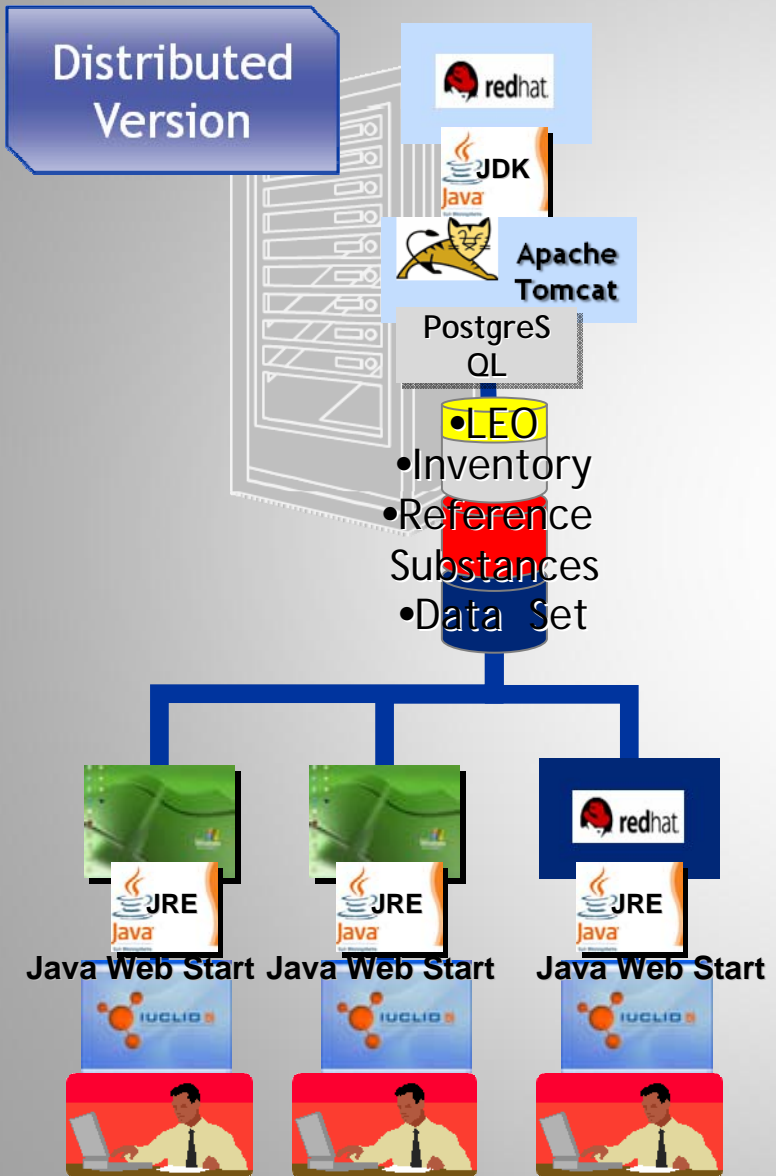 Distributed
Version
redhat
JDK
Java
Apache
Tomcat
PostgreS
QL
•LEO
•Inventory
•Reference
Substances
•Data Set
redhat
JRE
JRE
JRE
Java
Java
Java
Java Web Start Java Web Start Java Web Start
IUCLID 5
IUCLID 5
IUCLID 5